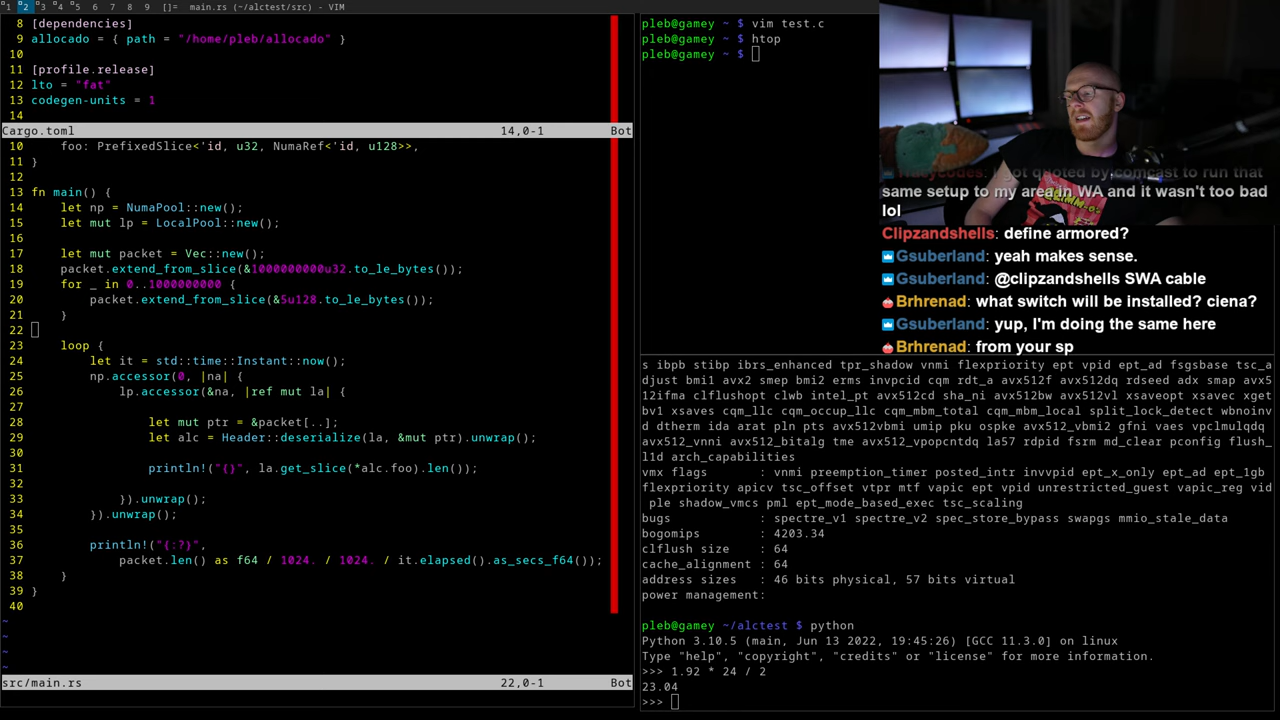 1 2 3 4 5 6 7 8 9 []= main.rs (~/alctest/src) - VIM
8 [dependencies]
9 allocado = { path = "/home/pleb/allocado" }
10
11 [profile.release]
12 lto = "fat"
13 codegen-units = 1
14
Cargo.toml 14,0-1 Bot
10 foo: PrefixedSlice<'id, u32, NumaRef<'id, u128>>,
11 }
12
13 fn main() {
14 let np = NumaPool::new();
15 let mut lp = LocalPool::new();
16
17 let mut packet = Vec::new();
18 packet.extend_from_slice(&1000000000u32.to_le_bytes());
19 for _ in 0..1000000000 {
20 packet.extend_from_slice(&5u128.to_le_bytes());
21 }
22
23 loop {
24 let it = std::time::Instant::now();
25 np.accessor(0, |na| {
26 lp.accessor(&na, |ref mut la| {
27
28 let mut ptr = &packet[..];
29 let alc = Header::deserialize(la, &mut ptr).unwrap();
30
31 println!("{}", la.get_slice(*alc.foo).len());
32
33 }).unwrap();
34 }).unwrap();
35
36 println!("{:?}",
37 packet.len() as f64 / 1024. / 1024. / it.elapsed().as_secs_f64());
38 }
39 }
40
~
~
~
~
src/main.rs 22,0-1 Bot
pleb@gamey ~ $ vim test.c
pleb@gamey ~ $ htop
pleb@gamey ~ $
quoted by comcast to run that
same setup to my area in WA and it wasn't too bad
lol
Clipzandshells: define armored?
Gsuberland: yeah makes sense.
Gsuberland: @clipzandshells SWA cable
Brhrenad: what switch will be installed? ciena?
Gsuberland: yup, I'm doing the same here
Brhrenad: from your sp
s ibpb stibp ibrs_enhanced tpr_shadow vnmi flexpriority ept vpid ept_ad fsgsbase tsc_a
djust bmi1 avx2 smep bmi2 erms invpcid cqm rdt_a avx512f avx512dq rdseed adx smap avx5
12ifma clflushopt clwb intel_pt avx512cd sha_ni avx512bw avx512vl xsaveopt xsavec xget
bv1 xsaves cqm_llc cqm_occup_llc cqm_mbm_total cqm_mbm_local split_lock_detect wbnoinv
d dtherm ida arat pln pts avx512vbmi umip pku ospke avx512_vbmi2 gfni vaes vpclmulqdq
avx512_vnni avx512_bitalg tme avx512_vpopcntdq la57 rdpid fsrm md_clear pconfig flush_
l1d arch_capabilities
vmx flags : vnmi preemption_timer posted_intr invvpid ept_x_only ept_ad ept_1gb
flexpriority apicv tsc_offset vtpr mtf vapic ept vpid unrestricted_guest vapic_reg vid
ple shadow_vmcs pml ept_mode_based_exec tsc_scaling
bugs : spectre_v1 spectre_v2 spec_store_bypass swapgs mmio_stale_data
bogomips : 4203.34
clflush size : 64
cache_alignment : 64
address sizes : 46 bits physical, 57 bits virtual
power management:
pleb@gamey ~/alctest $ python
Python 3.10.5 (main, Jun 13 2022, 19:45:26) [GCC 11.3.0] on linux
Type "help", "copyright", "credits" or "license" for more information.
>>> 1.92 * 24 / 2
23.04
>>>